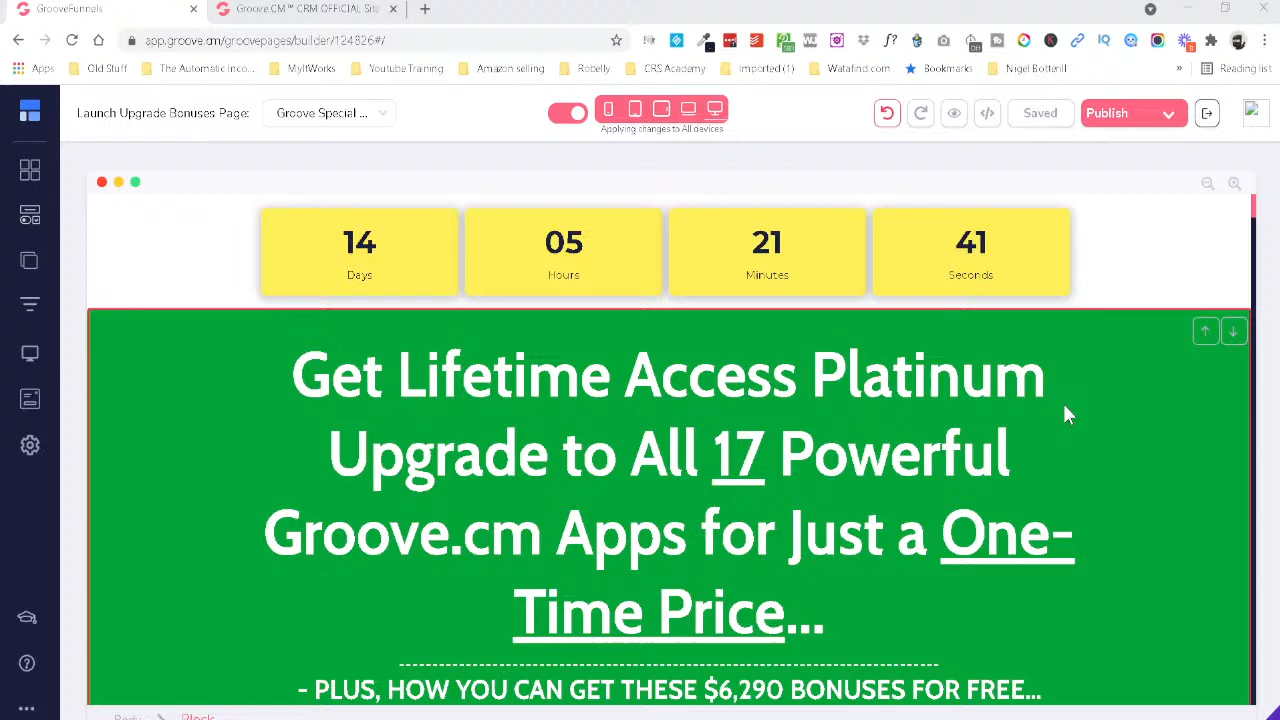 GrooveFunnels
Groove.CM™ CRM OFFICIAL Site
app.groove.cm/groovepages/builder/124826#/
Apps
Old Stuff
The Automatic Inco...
MyItWorks
YouTube Training
Amazon selling
Robelly
CRS Academy
Imported (1)
Watafind.com
Bookmarks
Nigel Botterill
»
Reading list
Launch Upgrade Bonuses Page:
Groove Special ...
Applying changes to All devices
Saved
Publish
14
Days
05
Hours
21
Minutes
41
Seconds
Get Lifetime Access Platinum
Upgrade to All 17 Powerful
Groove.cm Apps for Just a One-
Time Price...
- PLUS, HOW YOU CAN GET THESE $6,290 BONUSES FOR FREE...
Body
Block